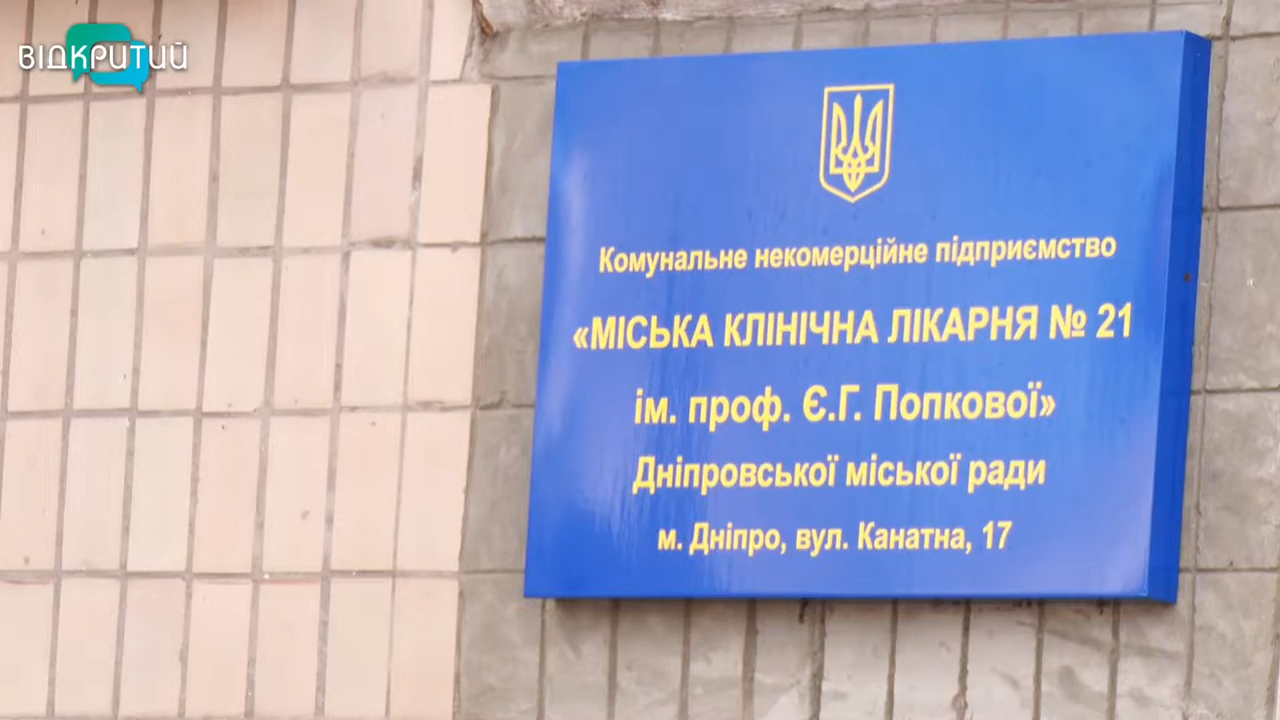 ВІДКРИТИЙ
Комунальне некомерційне підприємство
«МІСЬКА КЛІНІЧНА ЛІКАРНЯ № 21
ім. проф. Є.Г. Попкової»
Дніпровської міської ради
м. Дніпро, вул. Канатна, 17